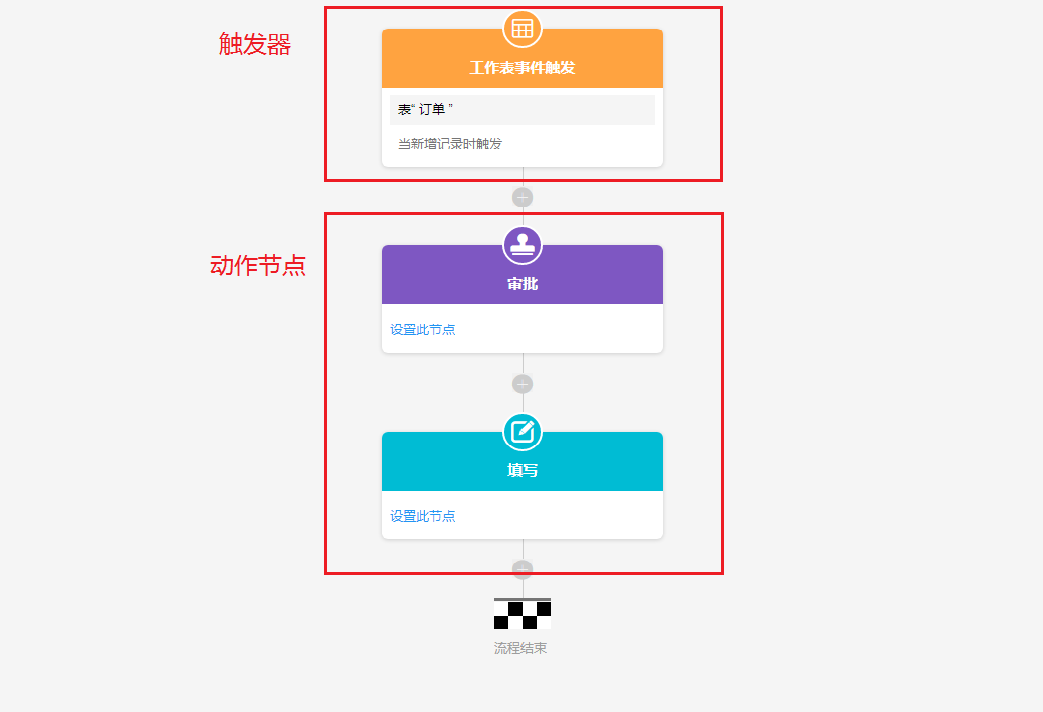 触发器
工作表事件触发
表“ 订单 ”
当新增记录时触发
动作节点
审批
设置此节点
填写
设置此节点
流程结束